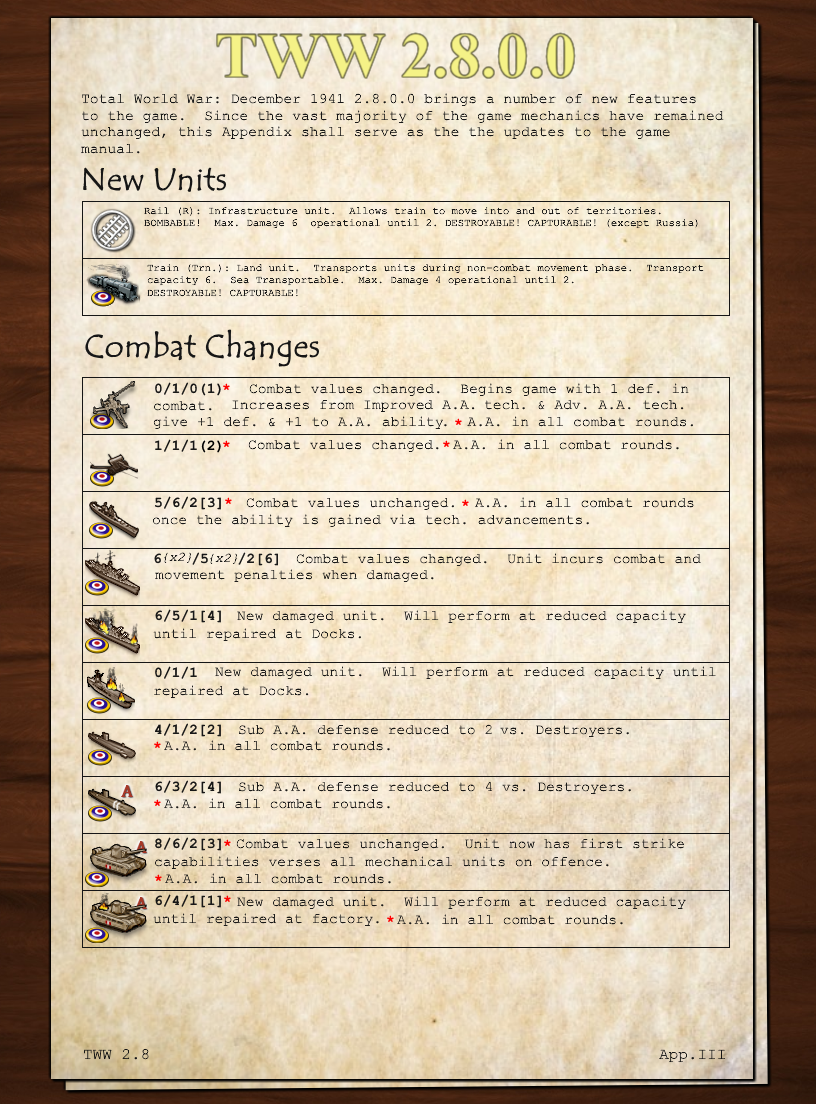 TWW 2.8.0.0
Total World War: December 1941 2.8.0.0 brings a number of new features
to the game.  Since the vast majority of the game mechanics have remained
unchanged, this Appendix shall serve as the the updates to the game
manual.
New Units
Rail (R): Infrastructure unit.  Allows train to move into and out of territories.
BOMBABLE!  Max. Damage 6  operational until 2. DESTROYABLE! CAPTURABLE! (except Russia)
Train (Trn.): Land unit.  Transports units during non-combat movement phase.  Transport
capacity 6.  Sea Transportable.  Max. Damage 4 operational until 2.
DESTROYABLE! CAPTURABLE!
Combat Changes
0/1/0(1)*  Combat values changed.  Begins game with 1 def. in
combat.  Increases from Improved A.A. tech. & Adv. A.A. tech.
give +1 def. & +1 to A.A. ability. * A.A. in all combat rounds.
1/1/1(2)*  Combat values changed.*A.A. in all combat rounds.
5/6/2[3]*  Combat values unchanged. * A.A. in all combat rounds
once the ability is gained via tech. advancements.
6(x2)/5(x2)/2[6]  Combat values changed.  Unit incurs combat and
movement penalties when damaged.
6/5/1[4]  New damaged unit.  Will perform at reduced capacity
until repaired at Docks.
0/1/1  New damaged unit.  Will perform at reduced capacity until
repaired at Docks.
4/1/2[2]  Sub A.A. defense reduced to 2 vs. Destroyers.
*A.A. in all combat rounds.
A
6/3/2[4]  Sub A.A. defense reduced to 4 vs. Destroyers.
*A.A. in all combat rounds.
A
8/6/2[3]* Combat values unchanged.  Unit now has first strike
capabilities verses all mechanical units on offence.
*A.A. in all combat rounds.
A
6/4/1[1]* New damaged unit.  Will perform at reduced capacity
until repaired at factory. *A.A. in all combat rounds.
TWW 2.8
App.III